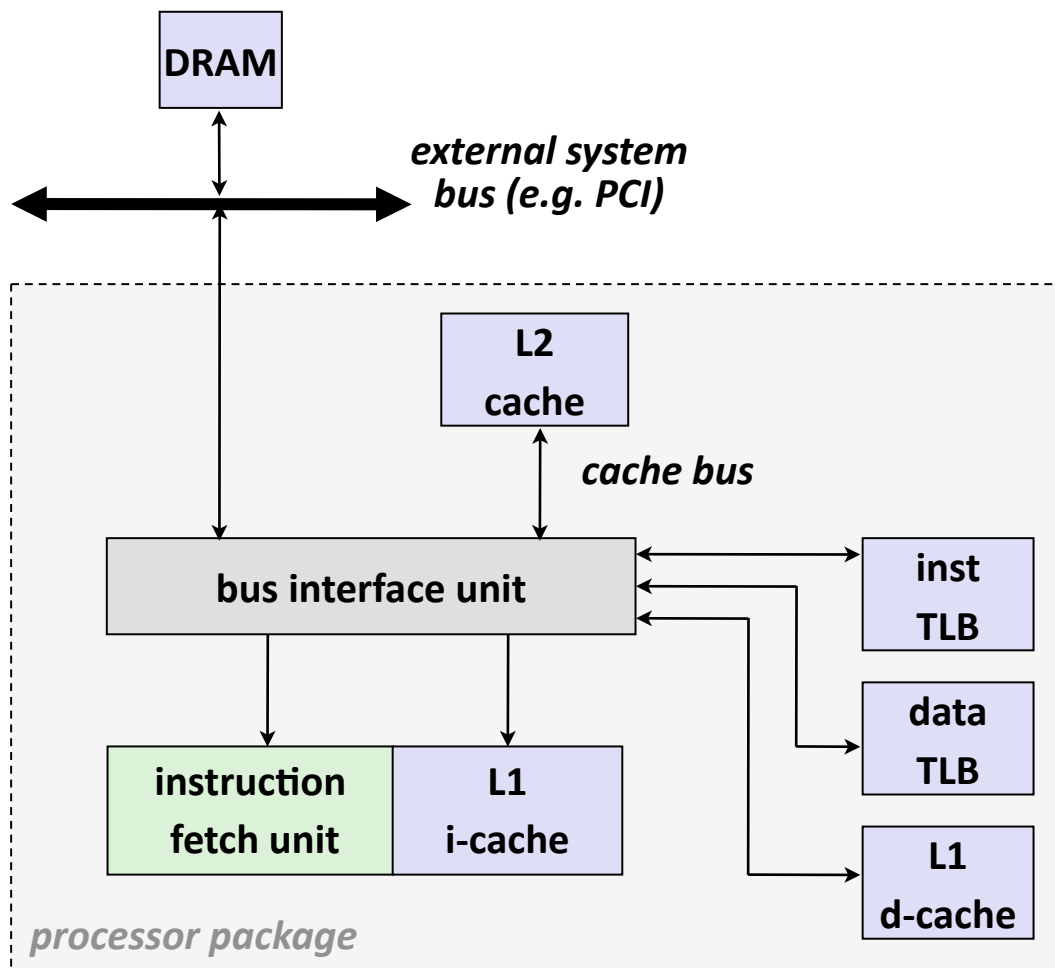 DRAM
external system
bus (e.g. PCI)
L2
cache
cache bus
bus interface unit
inst
TLB
data
TLB
instruction
fetch unit
L1
i-cache
L1
d-cache
processor package